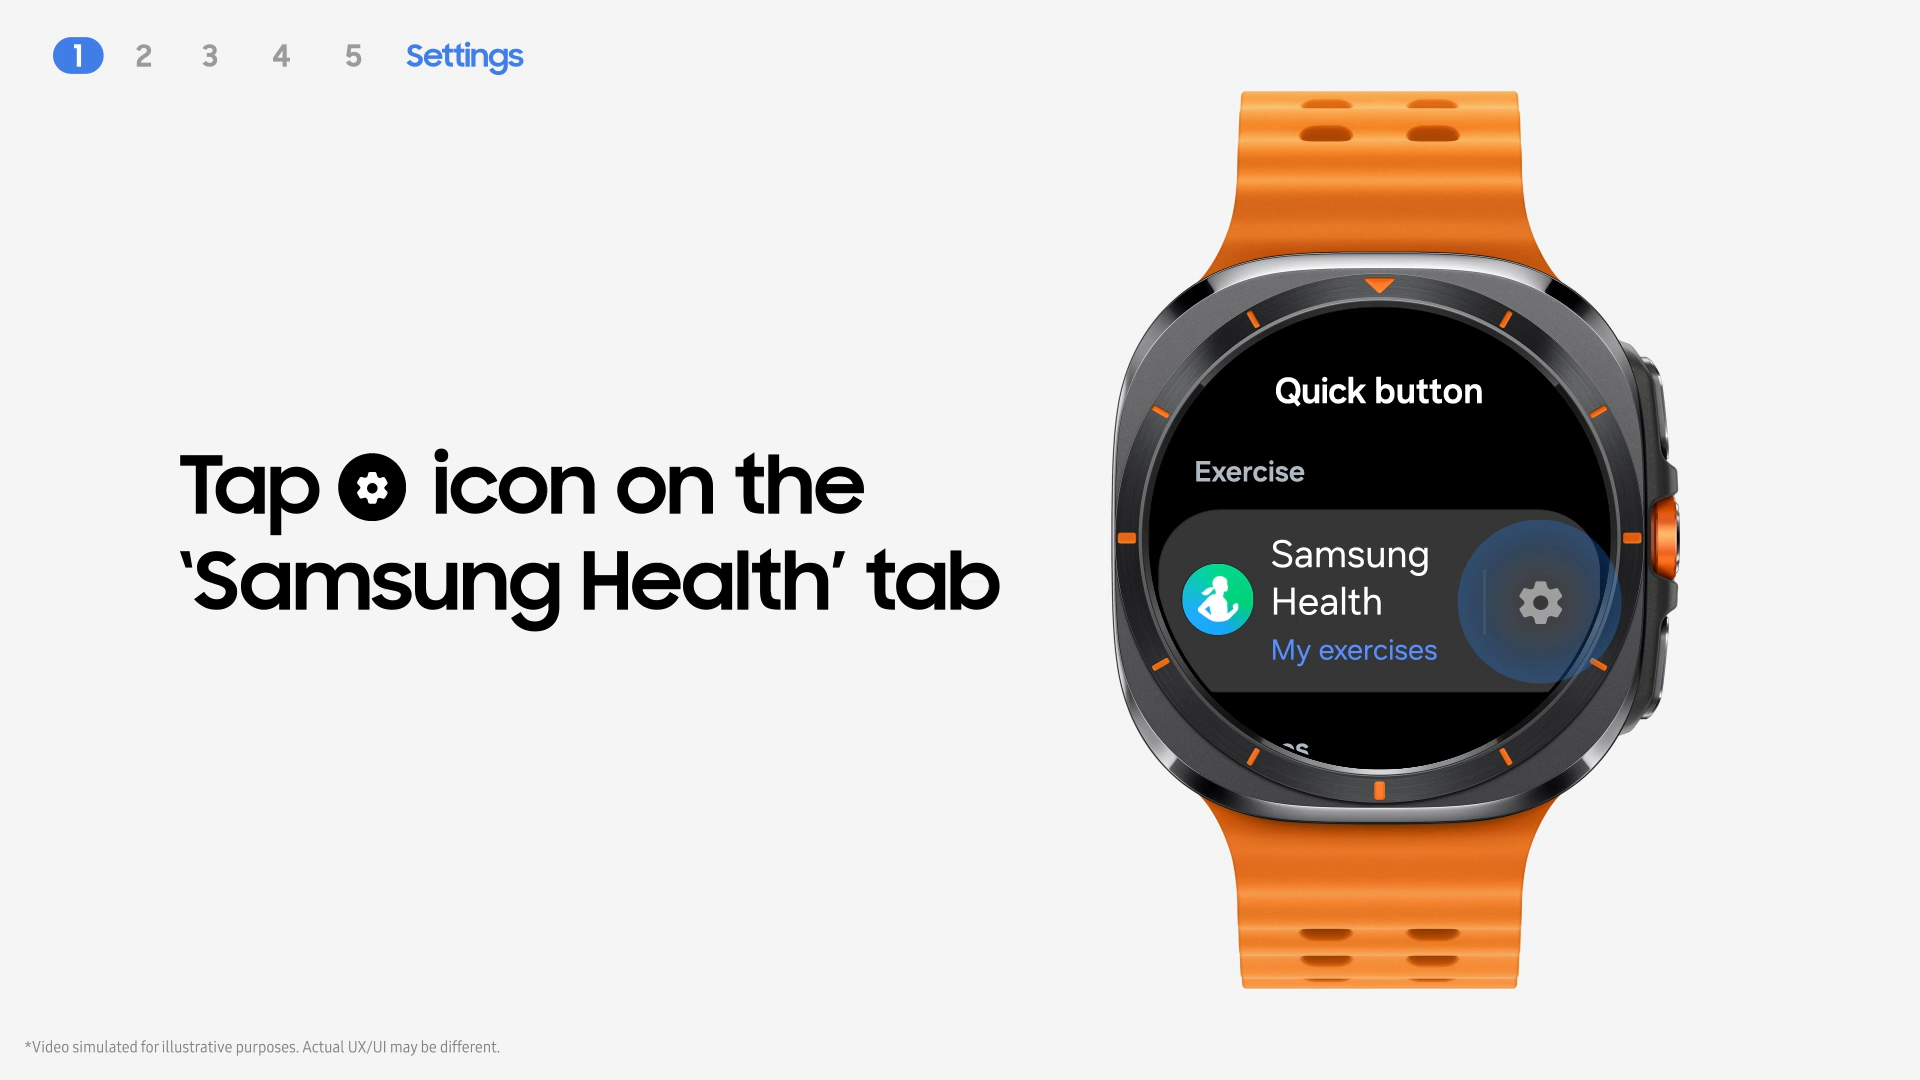 1 2 3 4 5 Settings
Tap icon on the
‘Samsung Health’ tab
Quick button
Exercise
Samsung
Health
My exercises
*Video simulated for illustrative purposes. Actual UX/UI may be different.